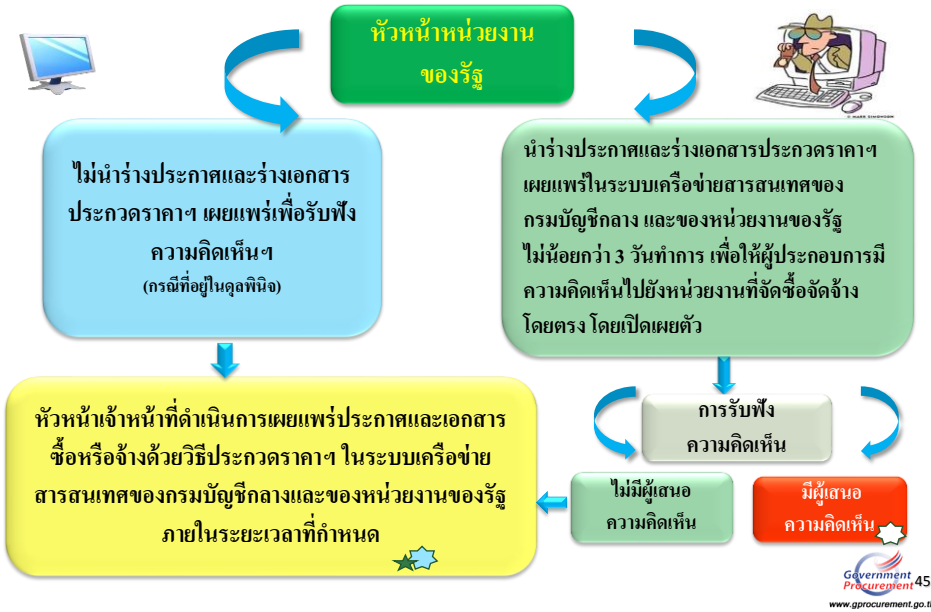 หัวหน้าหน่วยงาน
ของรัฐ
© MARK SIMONSON
ไม่นำร่างประกาศและร่างเอกสาร
ประกวดราคาฯ เผยแพร่เพื่อรับฟัง
ความคิดเห็นฯ
(กรณีที่อยู่ในดุลพินิจ)
นำร่างประกาศและร่างเอกสารประกวดราคาฯ
เผยแพร่ในระบบเครือข่ายสารสนเทศของ
กรมบัญชีกลาง และของหน่วยงานของรัฐ
ไม่น้อยกว่า 3 วันทำการ เพื่อให้ผู้ประกอบการมี
ความคิดเห็นไปยังหน่วยงานที่จัดซื้อจัดจ้าง
โดยตรง โดยเปิดเผยตัว
หัวหน้าเจ้าหน้าที่ดำเนินการเผยแพร่ประกาศและเอกสาร
ซื้อหรือจ้างด้วยวิธีประกวดราคาฯ ในระบบเครือข่าย
สารสนเทศของกรมบัญชีกลางและของหน่วยงานของรัฐ
ภายในระยะเวลาที่กำหนด
การรับฟัง
ความคิดเห็น
ไม่มีผู้เสนอ
ความคิดเห็น
มีผู้เสนอ
ความคิดเห็น
Government
Procurement 45
www.gprocurement.go.t